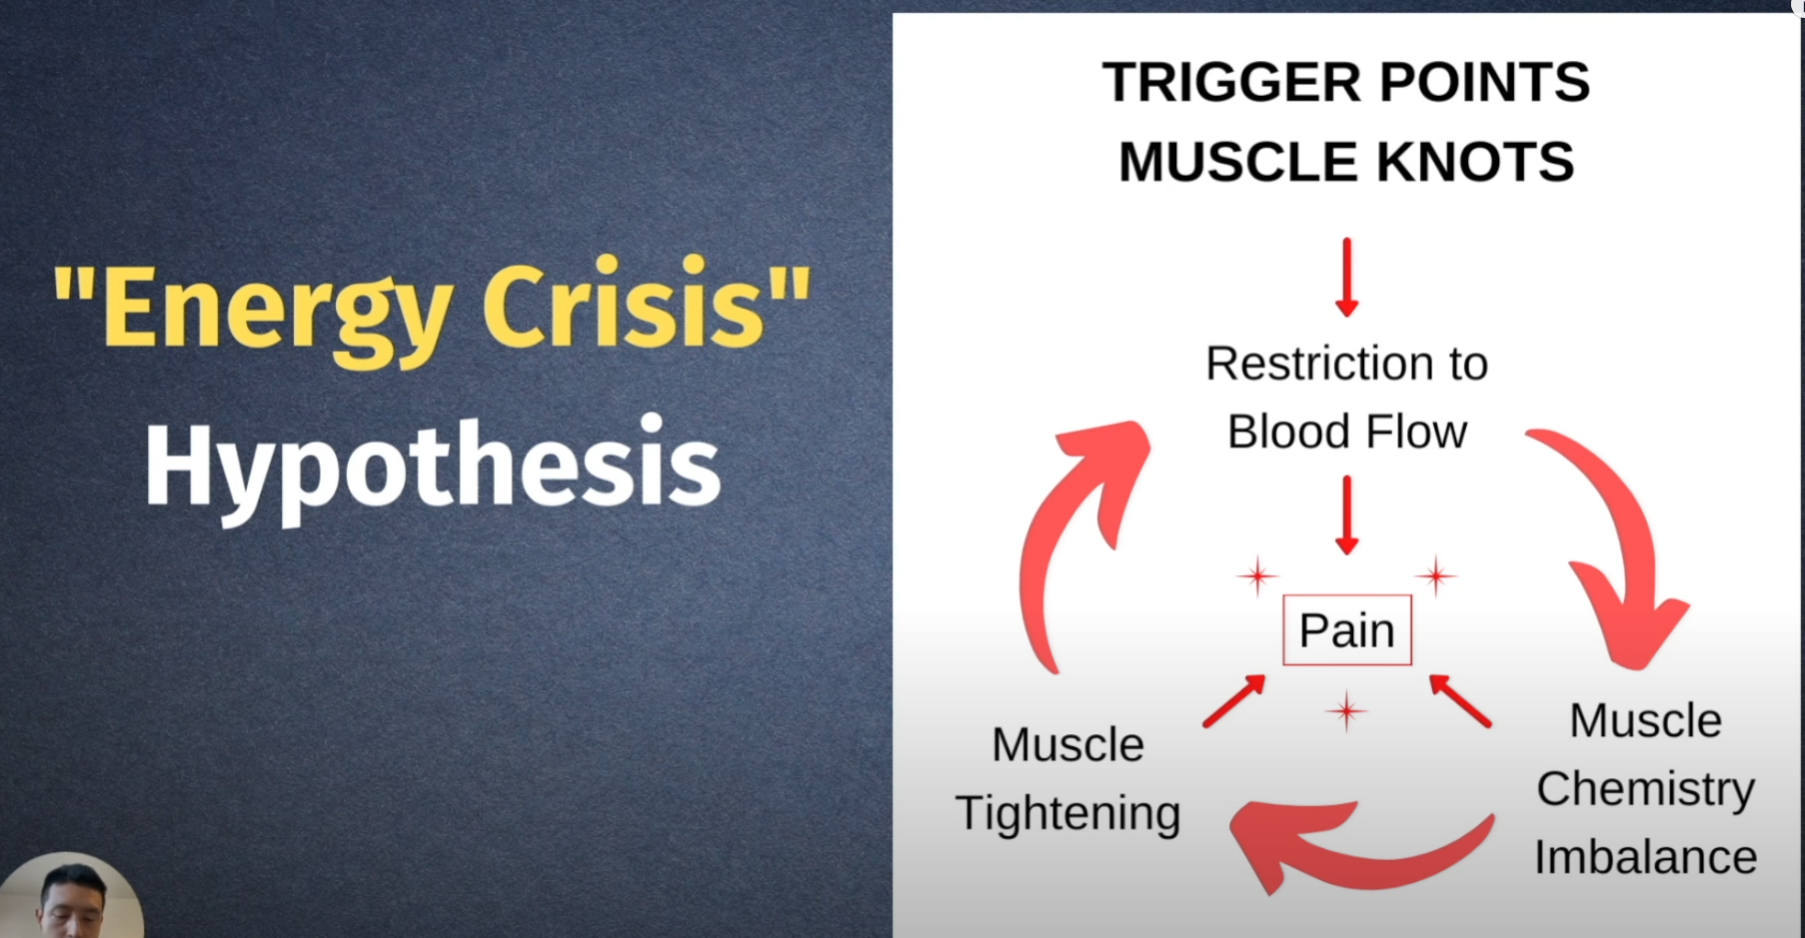 "Energy Crisis"
Hypothesis
TRIGGER POINTS
MUSCLE KNOTS
Restriction to
Blood Flow
Pain
Muscle
Tightening
Muscle
Chemistry
Imbalance